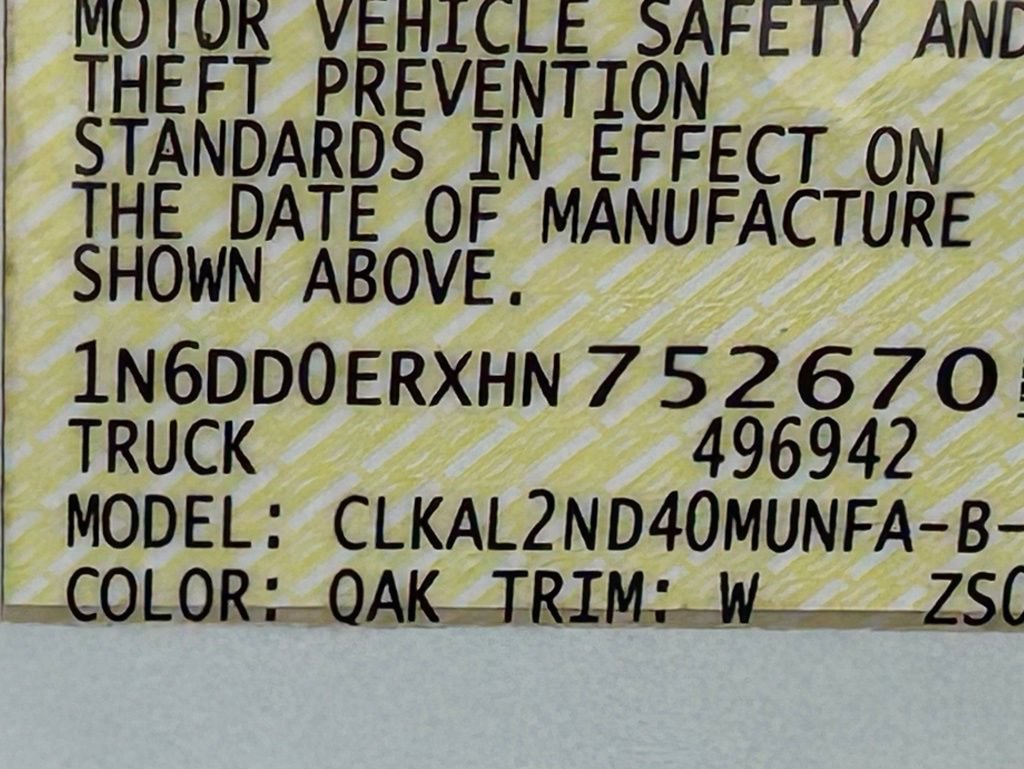 MOTOR VEHICLE SAFETY AND
THEFT PREVENTION
STANDARDS IN EFFECT ON
THE DATE OF MANUFACTURE
SHOWN ABOVE.
1N6DD0ERXHN752670
TRUCK 496942
MODEL: CLKAL2ND40MUNFA-B-
COLOR: QAK TRIM: W ZS0